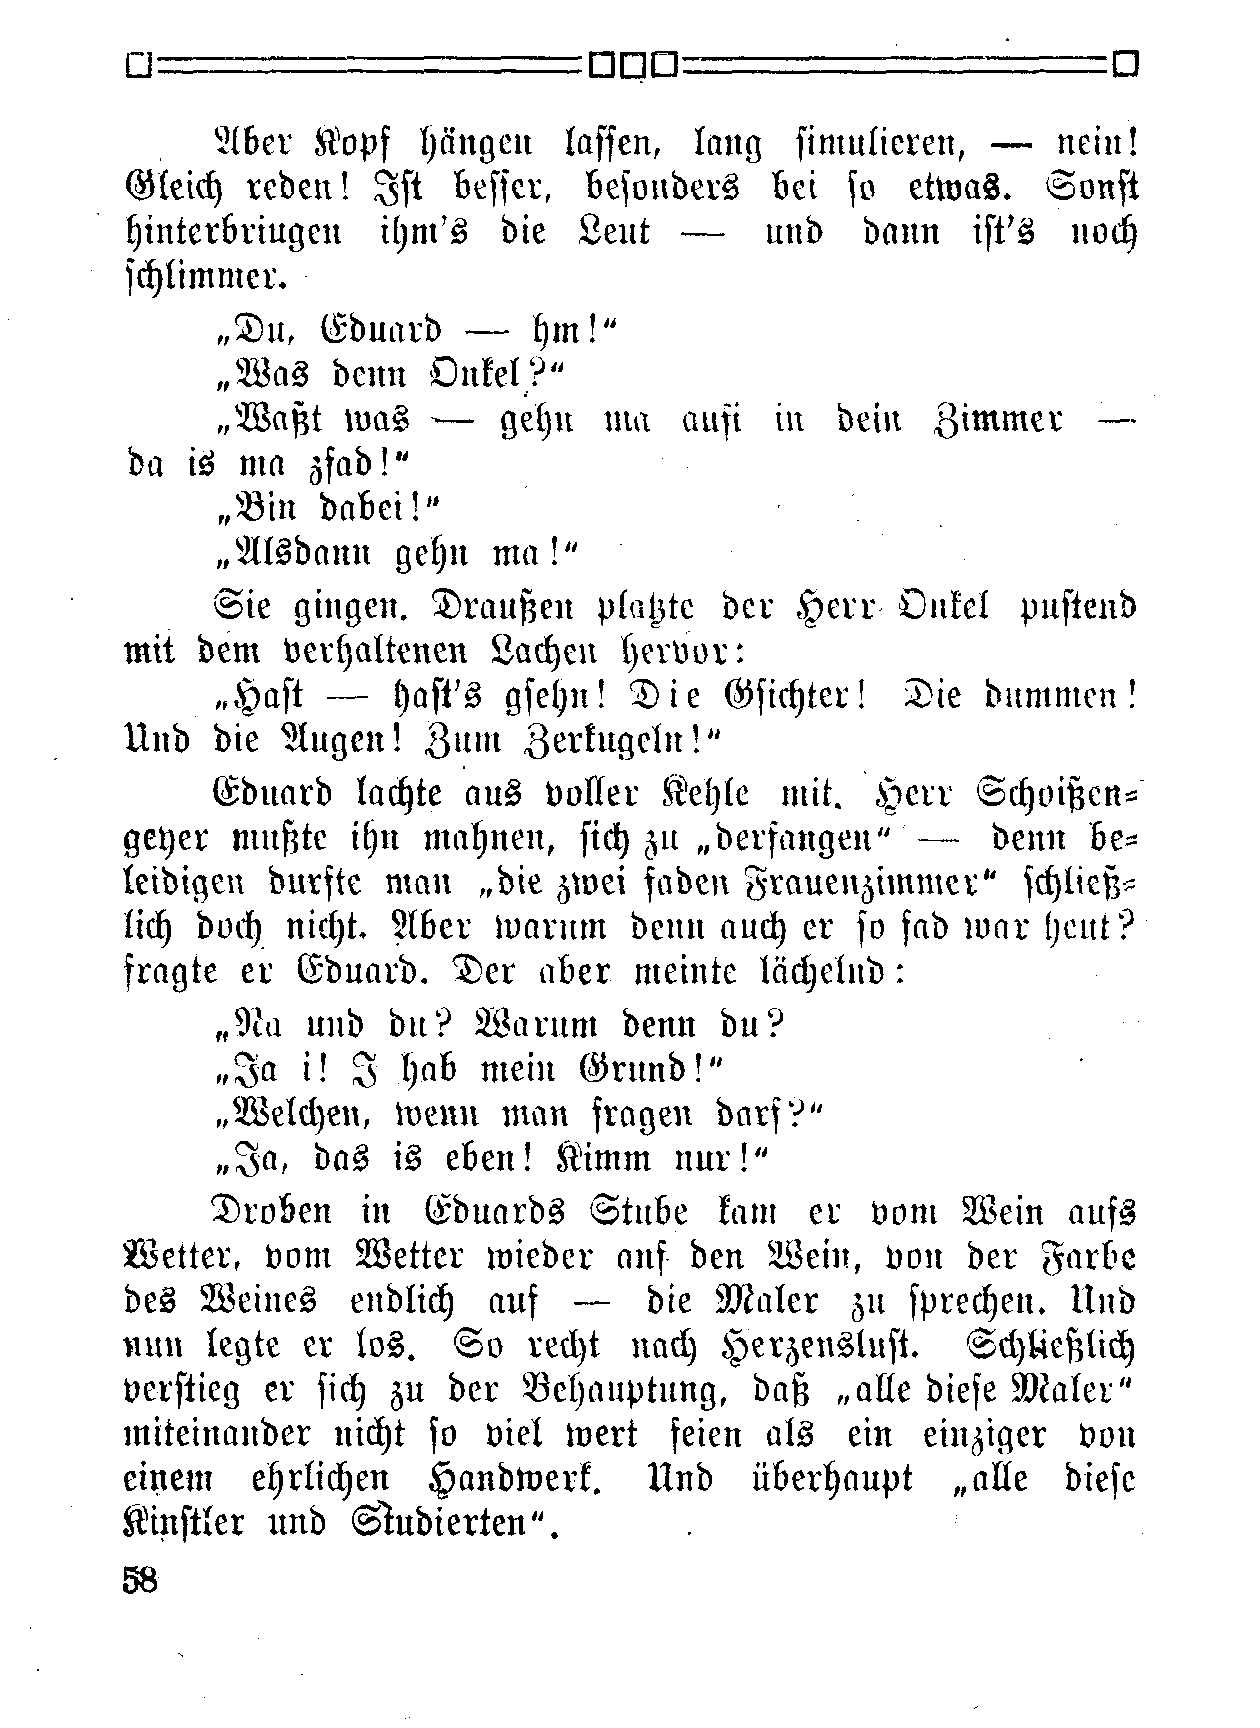 Aber Kopf hängen lassen, lang simulieren, — nein!
Gleich reden! Ist besser, besonders bei so etwas. Sonst
hinterbringen ihm's die Leut — und dann ist's noch
schlimmer.
„Du, Eduard — hm!“
„Was denn Onkel?“
„Waßt was — gehn ma aufi in dein Zimmer —
da is ma zfad!“
„Bin dabei!“
„Alsdann gehn ma!“
Sie gingen. Draußen platzte der Herr Onkel pustend
mit dem verhaltenen Lachen hervor:
„Hast — hast's gsehn! Die Gsichter! Die dummen!
Und die Augen! Zum Zerkugeln!“
Eduard lachte aus voller Kehle mit. Herr Schoißen-
geyer mußte ihn mahnen, sich zu „derfangen“ — denn be-
leidigen durfte man „die zwei faden Frauenzimmer“ schließ-
lich doch nicht. Aber warum denn auch er so fad war heut?
fragte er Eduard. Der aber meinte lächelnd:
„Na und du? Warum denn du?
„Ja i! I hab mein Grund!“
„Welchen, wenn man fragen darf?“
„Ja, das is eben! Kimm nur!“
Droben in Eduards Stube kam er vom Wein aufs
Wetter, vom Wetter wieder auf den Wein, von der Farbe
des Weines endlich auf — die Maler zu sprechen. Und
nun legte er los. So recht nach Herzenslust. Schließlich
verstieg er sich zu der Behauptung, daß „alle diese Maler“
miteinander nicht so viel wert seien als ein einziger von
einem ehrlichen Handwerk. Und überhaupt „alle diese
Kinstler und Studierten“.
58